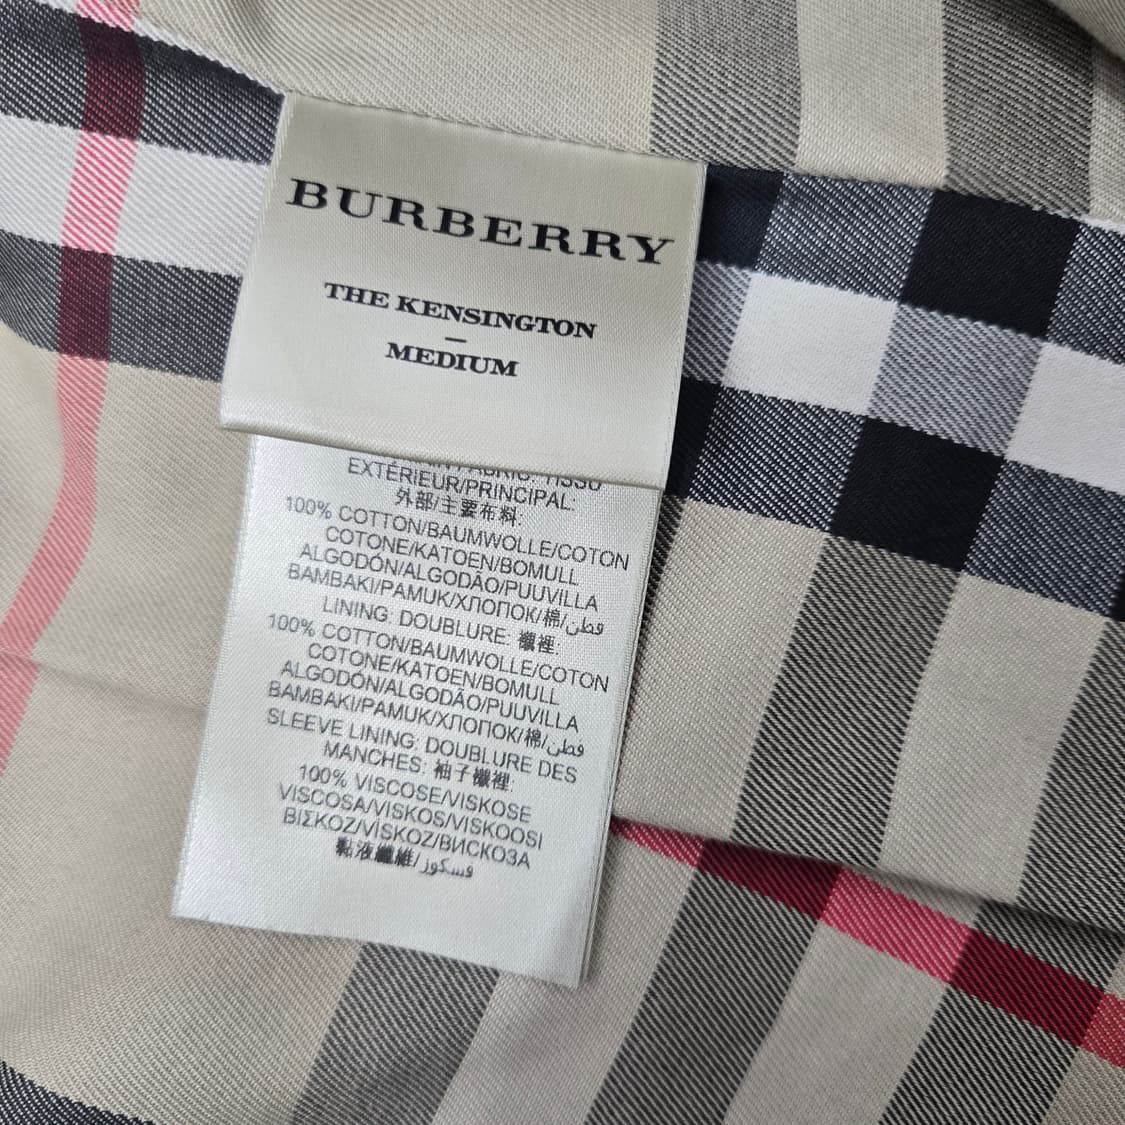 BURBERRY
THE KENSINGTON
–
MEDIUM
FABRIC: TISSU
EXTÉRIEUR/PRINCIPAL:
外部/主要布料:
100% COTTON/BAUMWOLLE/COTON
COTONE/KATOEN/BOMULL
ALGODÓN/ALGODÃO/PUUVILLA
BAMBAKI/PAMUK/ХЛОПОК/棉/قطن
LINING: DOUBLURE: 襯裡:
100% COTTON/BAUMWOLLE/COTON
COTONE/KATOEN/BOMULL
ALGODÓN/ALGODÃO/PUUVILLA
BAMBAKI/PAMUK/ХЛОПОК/棉/قطن
SLEEVE LINING: DOUBLURE DES
MANCHES: 袖子襯裡:
100% VISCOSE/VISKOSE
VISCOSA/VISKOS/VISKOOSI
ΒΙΣΚΟΖ/VİSKOZ/ВИСКОЗА
黏液纖維/فسكوز